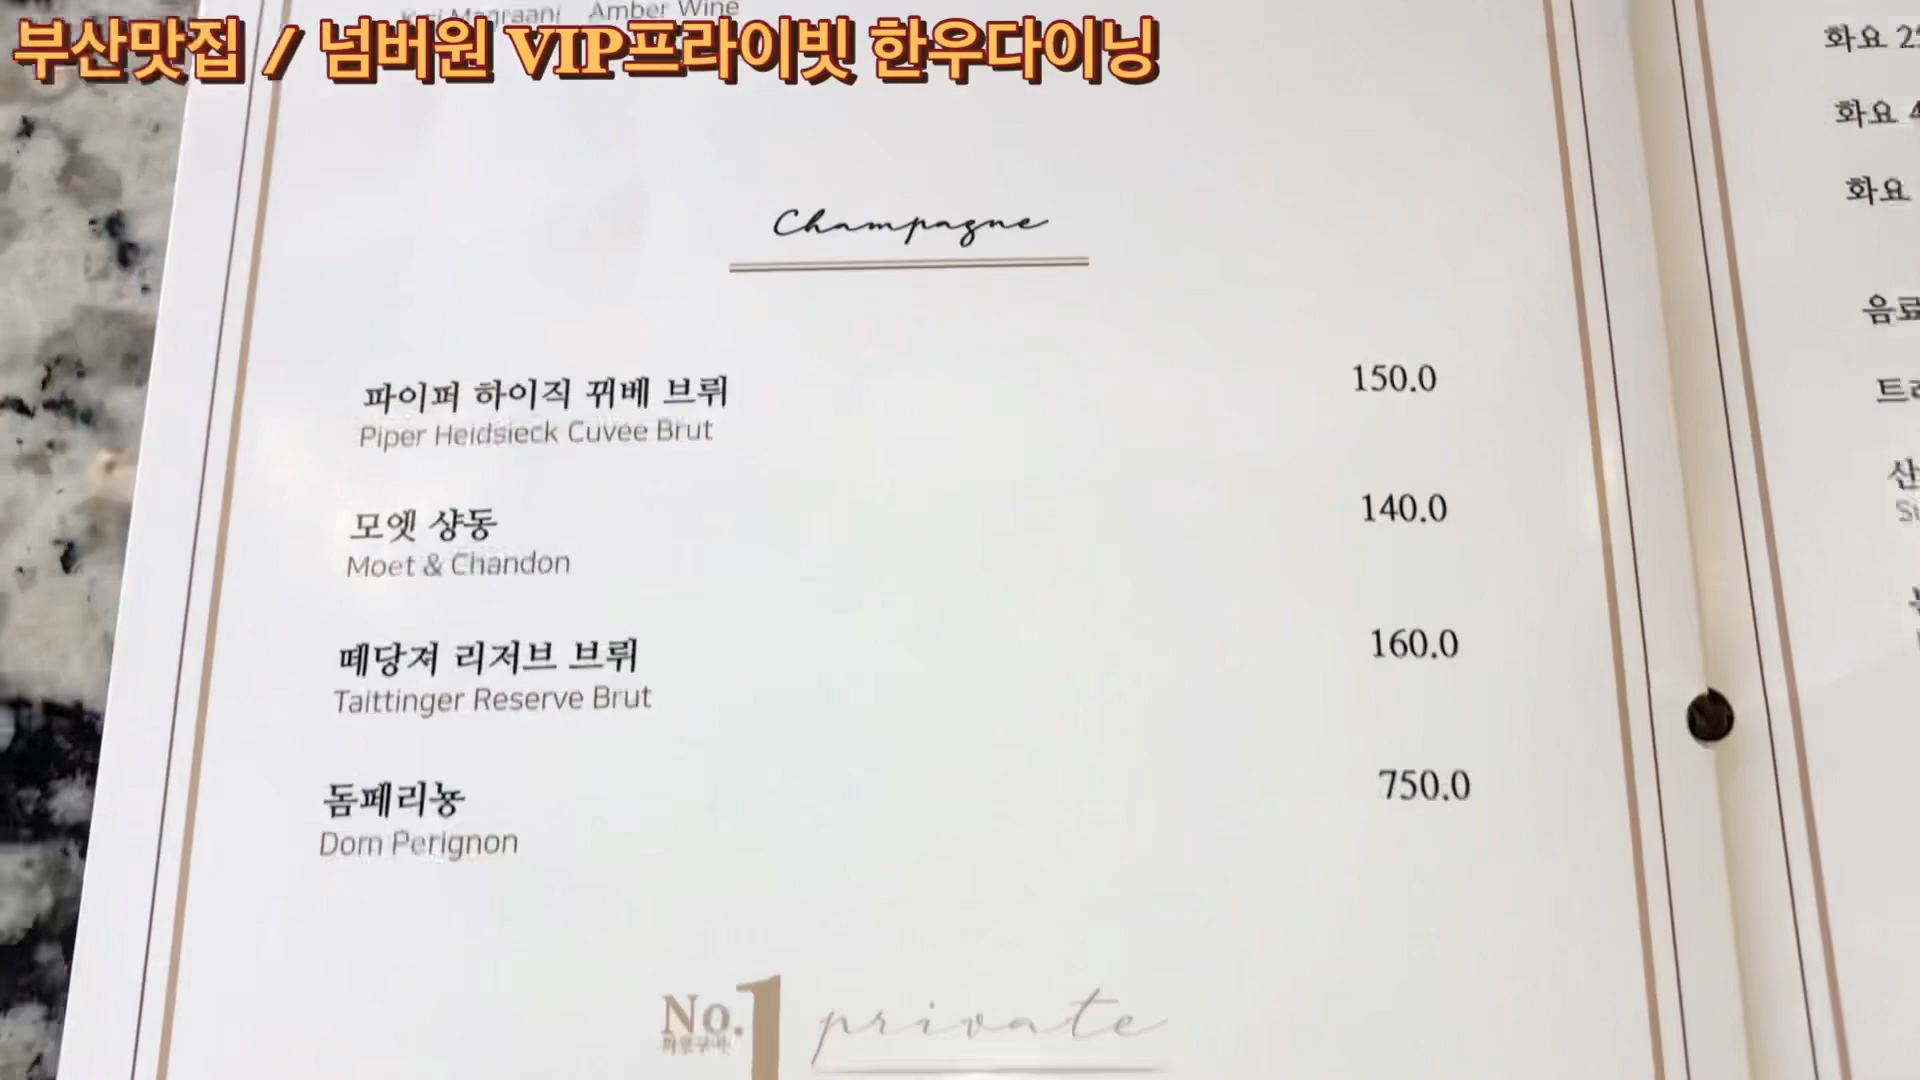 Amber Wine
부산맛집 / 넘버원 VIP프라이빗 한우다이닝
Champagne
파이퍼 하이직 뀌베 브뤼 150.0
Piper Heidsieck Cuvee Brut
모엣 샹동 140.0
Moet & Chandon
떼당져 리저브 브뤼 160.0
Taittinger Reserve Brut
돔페리뇽 750.0
Dom Perignon
No.1 private
화요
화요
화요
음료